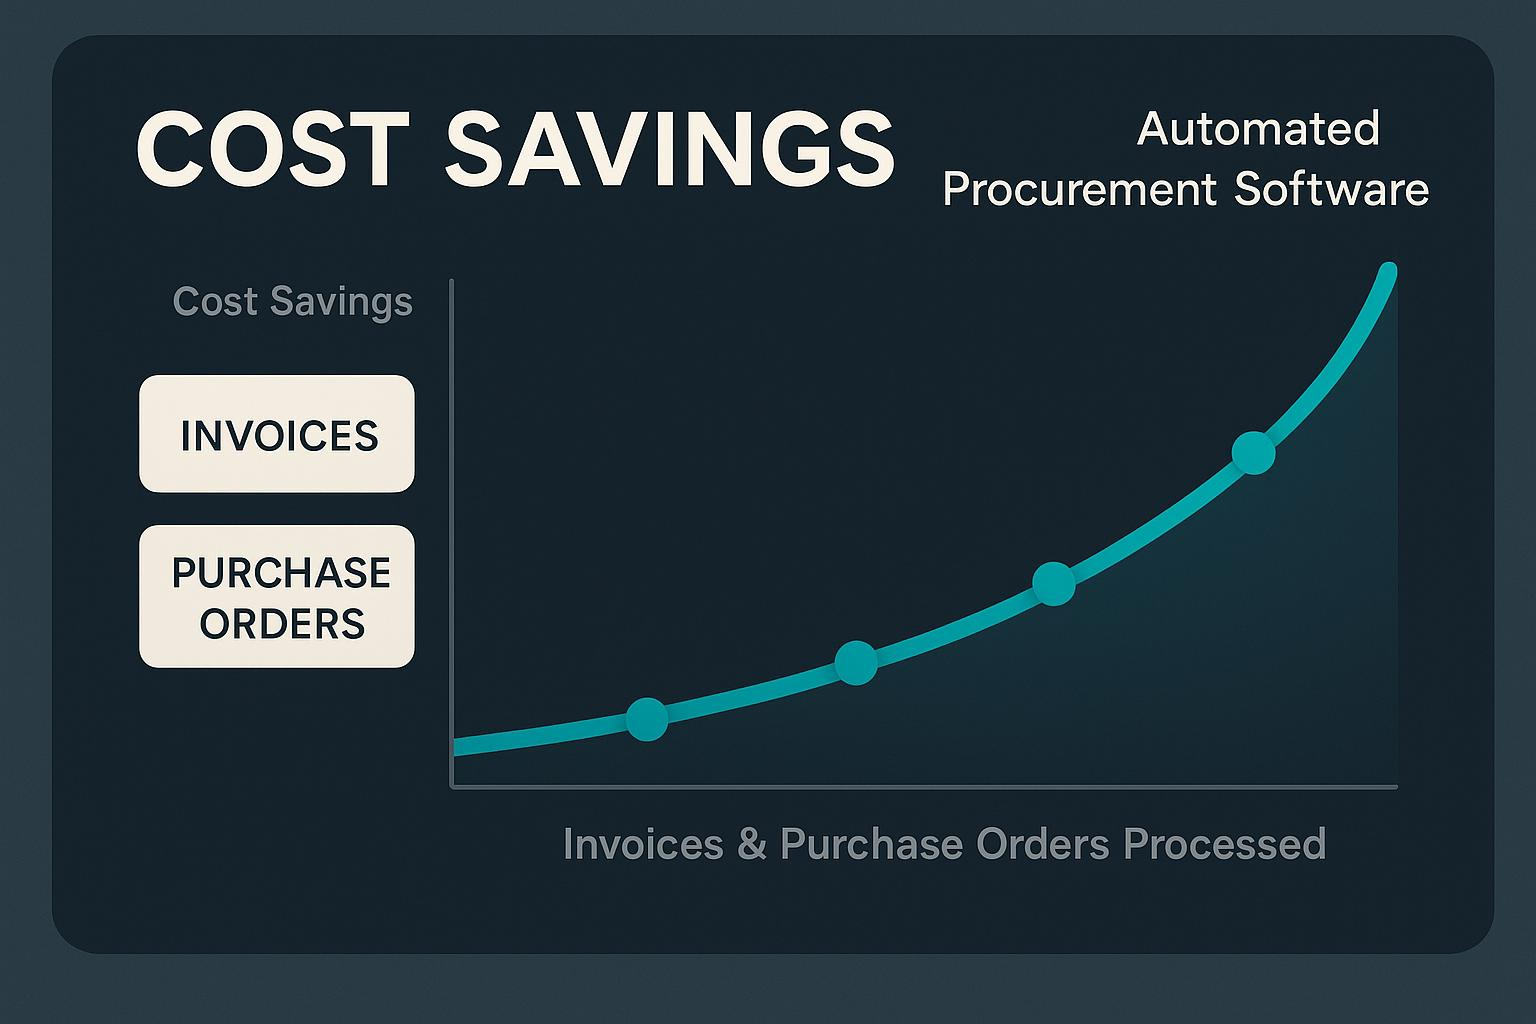 COST SAVINGS
Automated
Procurement Software
Cost Savings
INVOICES
PURCHASE
ORDERS
Invoices & Purchase Orders Processed